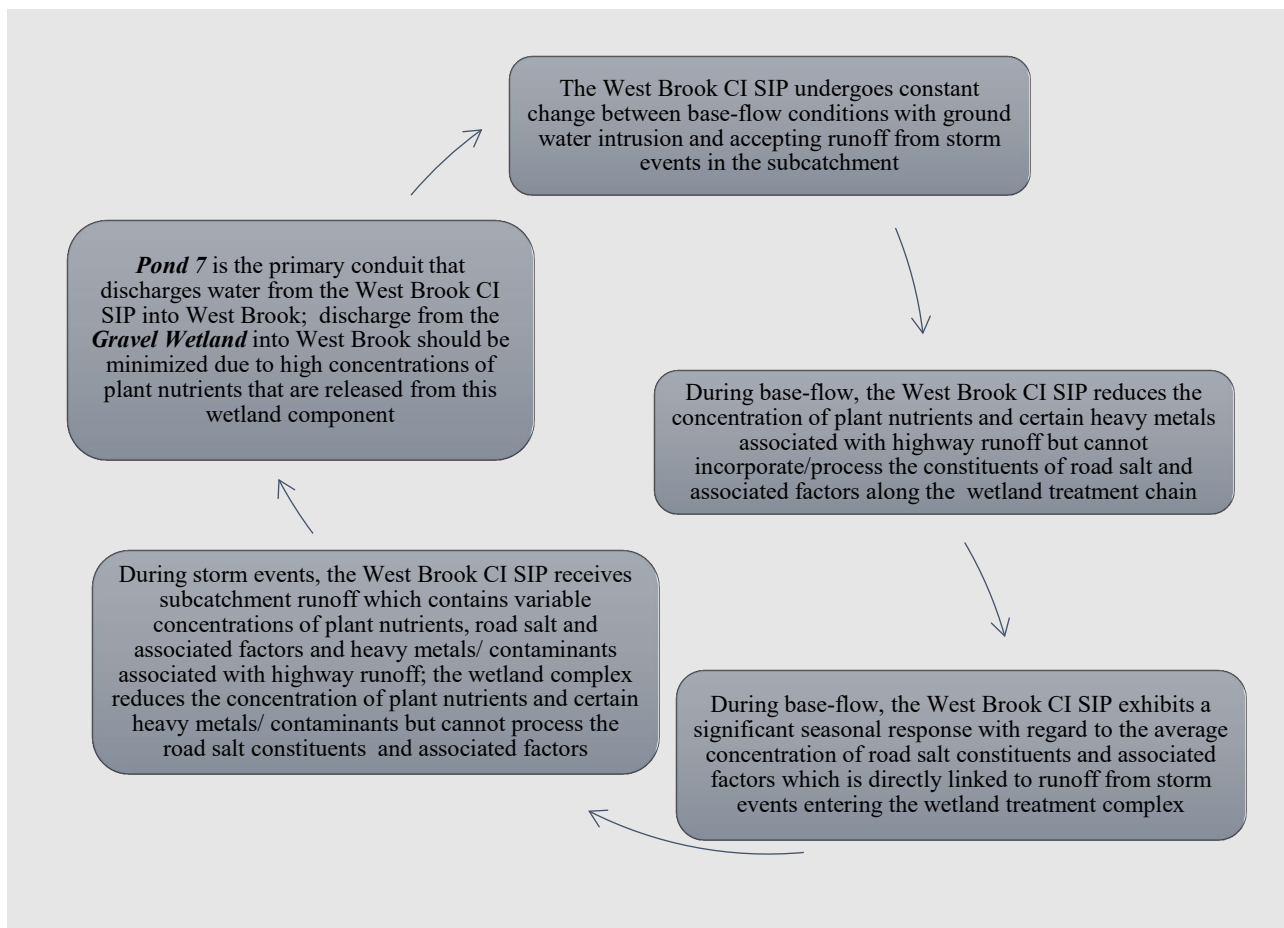 The West Brook CI SIP undergoes constant
change between base-flow conditions with ground
water intrusion and accepting runoff from storm
events in the subcatchment
During base-flow, the West Brook CI SIP reduces the
concentration of plant nutrients and certain heavy metals
associated with highway runoff but cannot
incorporate/process the constituents of road salt and
associated factors along the wetland treatment chain
During base-flow, the West Brook CI SIP exhibits a
significant seasonal response with regard to the average
concentration of road salt constituents and associated
factors which is directly linked to runoff from storm
events entering the wetland treatment complex
During storm events, the West Brook CI SIP receives
subcatchment runoff which contains variable
concentrations of plant nutrients, road salt and
associated factors and heavy metals/ contaminants
associated with highway runoff; the wetland complex
reduces the concentration of plant nutrients and certain
heavy metals/ contaminants but cannot process the
road salt constituents and associated factors
Pond 7 is the primary conduit that
discharges water from the West Brook CI
SIP into West Brook; discharge from the
Gravel Wetland into West Brook should be
minimized due to high concentrations of
plant nutrients that are released from this
wetland component